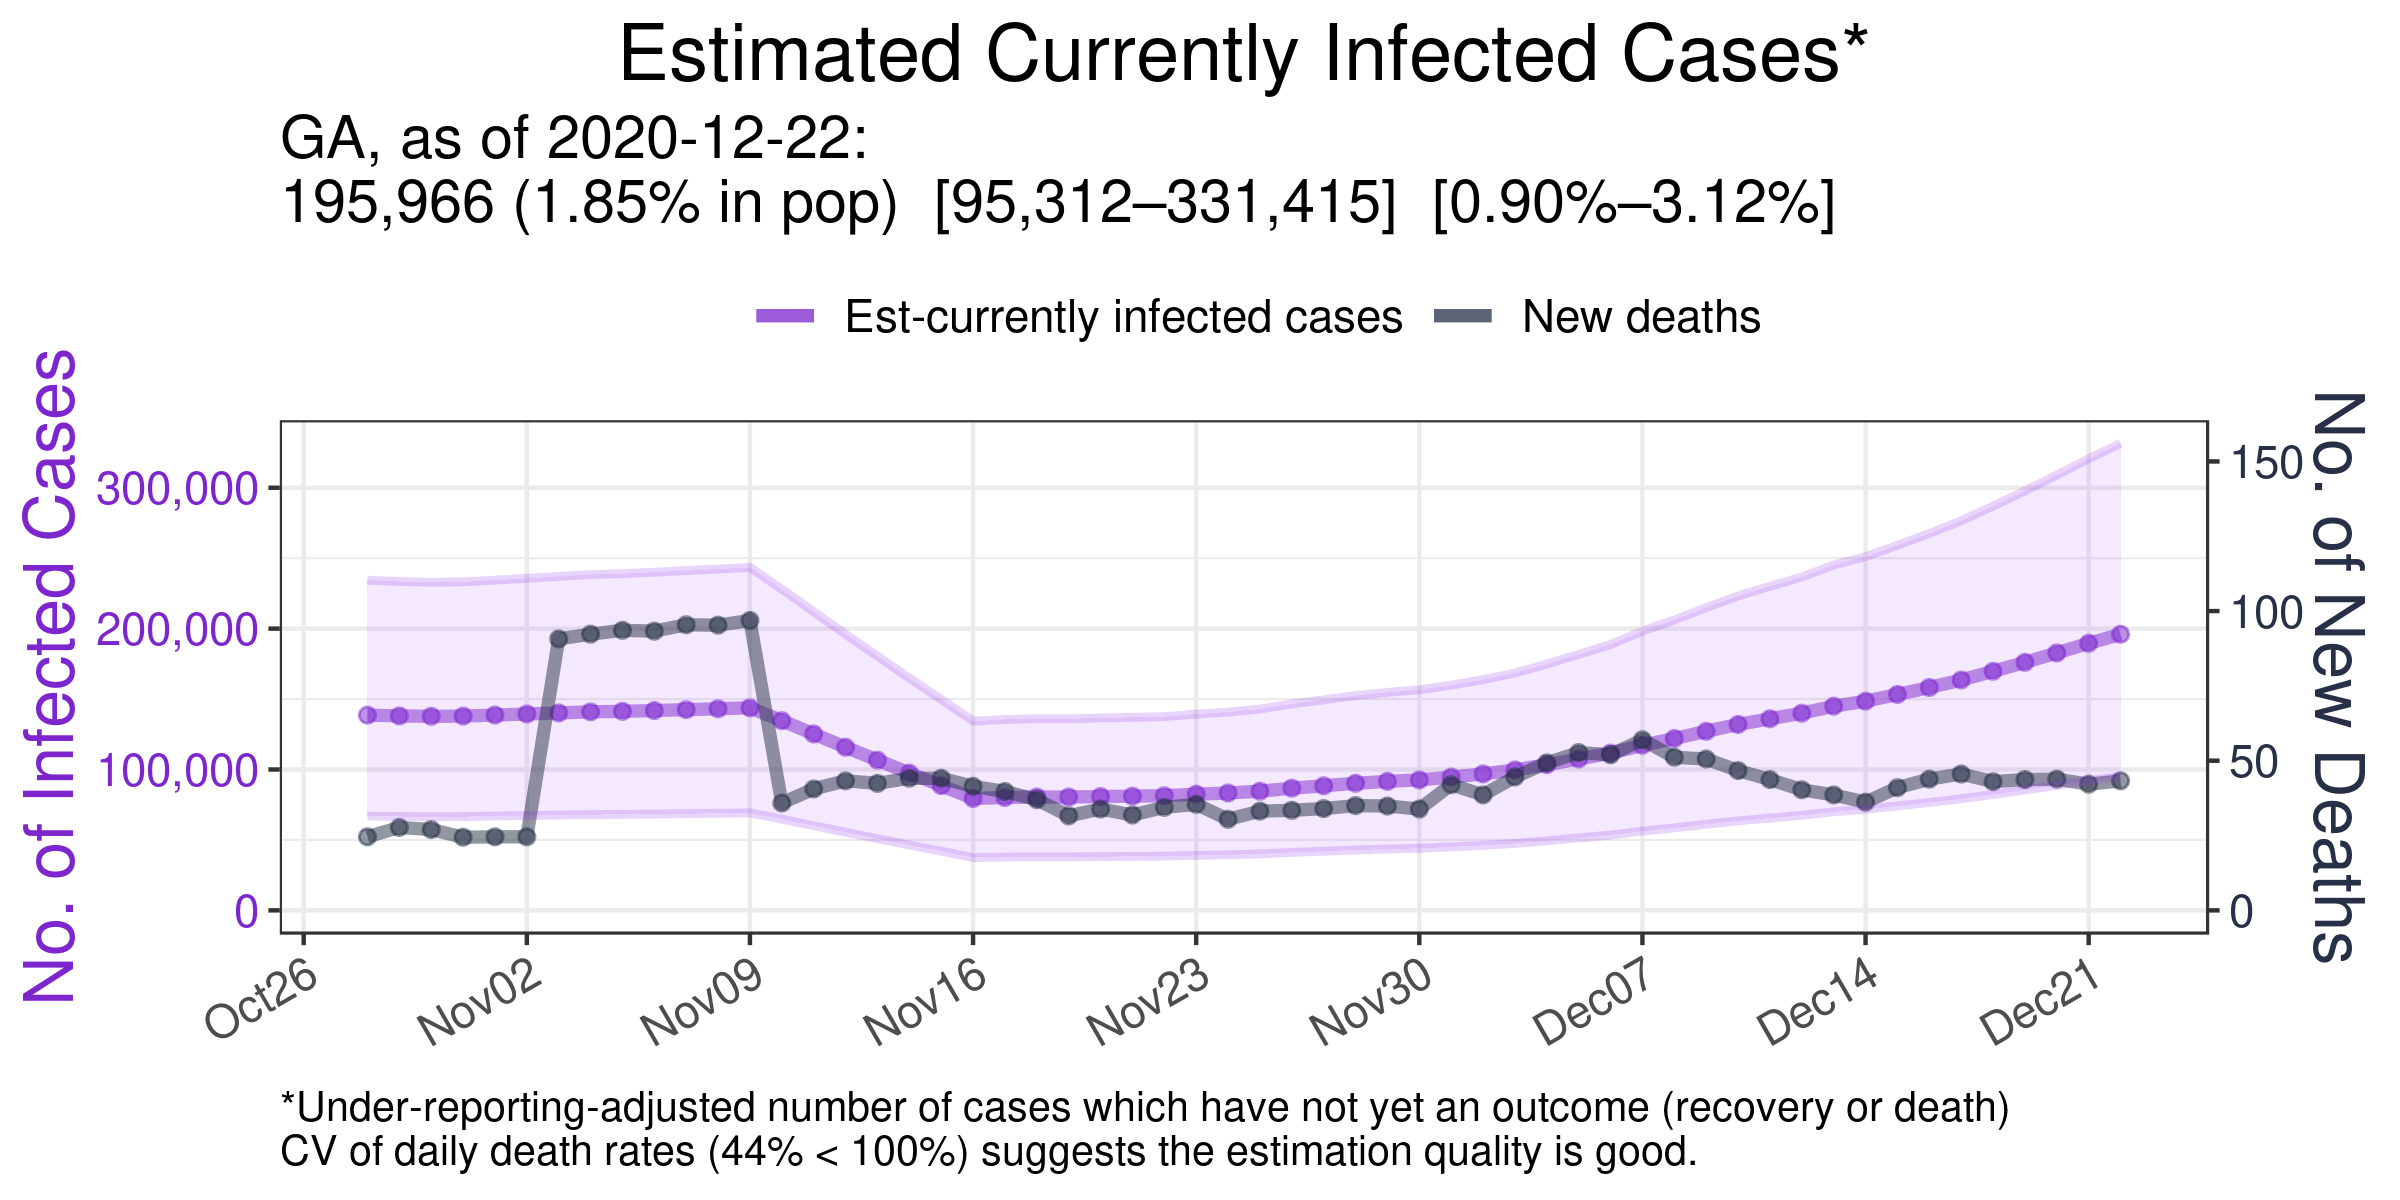 Estimated Currently Infected Cases*
GA, as of 2020-12-22:
195,966 (1.85% in pop) [95,312–331,415] [0.90%–3.12%]
Est-currently infected cases
New deaths
No. of Infected Cases
300,000
200,000
100,000
0
150
100
50
0
No. of New Deaths
Oct26
Nov02
Nov09
Nov16
Nov23
Nov30
Dec07
Dec14
Dec21
*Under-reporting-adjusted number of cases which have not yet an outcome (recovery or death)
CV of daily death rates (44% < 100%) suggests the estimation quality is good.